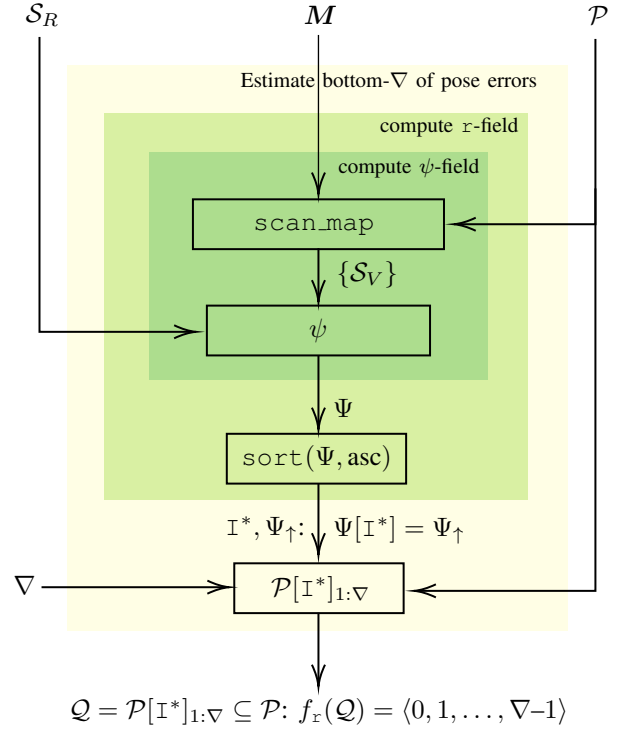 𝒮_R M 𝒫
Estimate bottom-∇ of pose errors
compute r-field
compute ψ-field
scan_map
{𝒮_V}
ψ
Ψ
sort(Ψ, asc)
I*, Ψ↑: Ψ[I*] = Ψ↑
∇ 𝒫[I*]_{1:∇}
𝒬 = 𝒫[I*]_{1:∇} ⊆ 𝒫: f_r(𝒬) = ⟨0, 1, …, ∇–1⟩